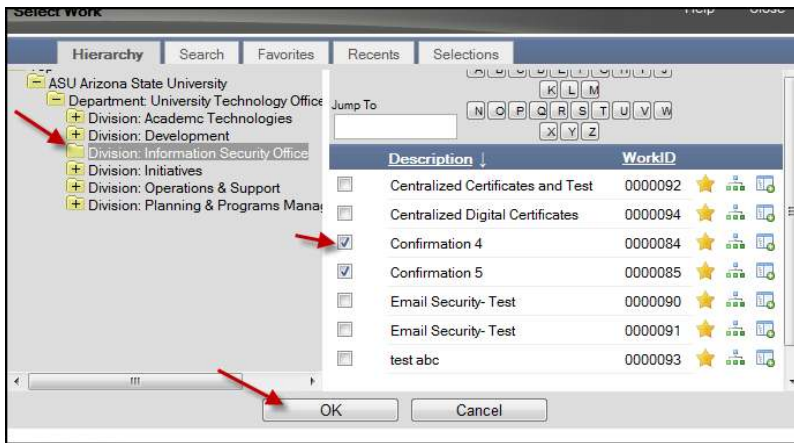 Select Work
Help Close
Hierarchy Search Favorites Recents Selections
Top
ASU Arizona State University
Department: University Technology Office
Division: Academc Technologies
Division: Development
Division: Information Security Office
Division: Initiatives
Division: Operations & Support
Division: Planning & Programs Manag
Jump To
A B C D E F G H I J
K L M
N O P Q R S T U V W
X Y Z
Description ↓ WorkID
Centralized Certificates and Test 0000092
Centralized Digital Certificates 0000094
Confirmation 4 0000084
Confirmation 5 0000085
Email Security- Test 0000090
Email Security- Test 0000091
test abc 0000093
OK Cancel